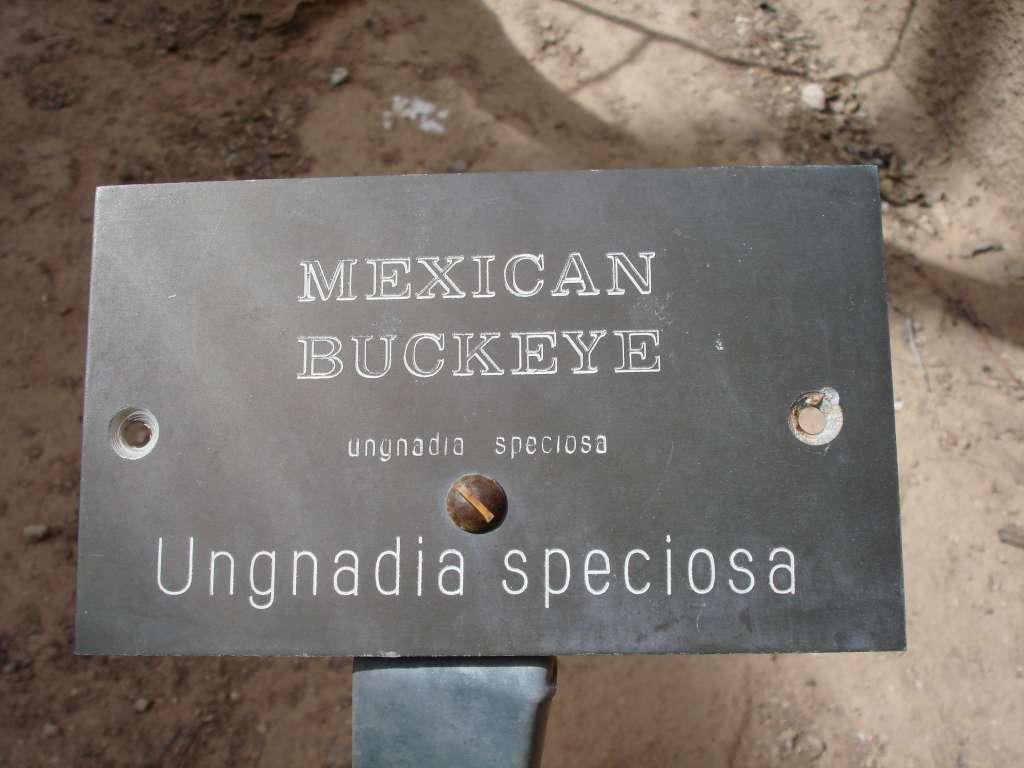 MEXICAN
BUCKEYE
ungnadia speciosa
Ungnadia speciosa